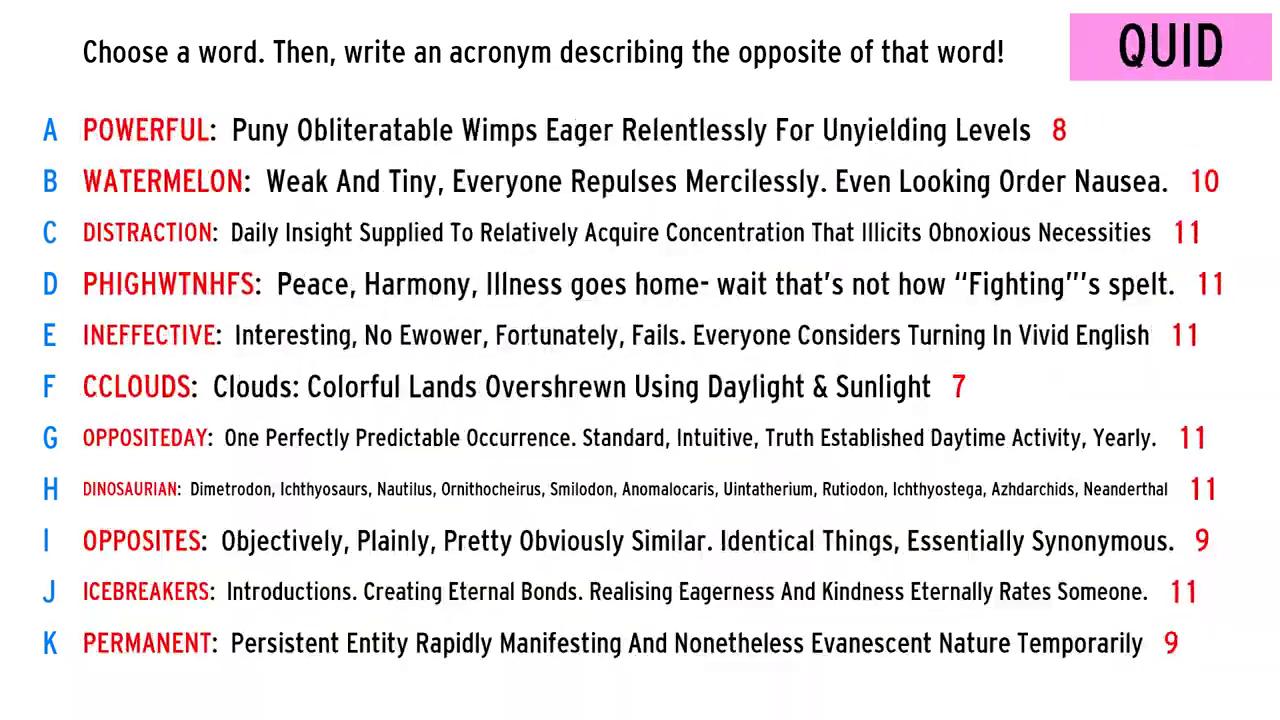 Choose a word. Then, write an acronym describing the opposite of that word!
QUID
A POWERFUL: Puny Obliteratable Wimps Eager Relentlessly For Unyielding Levels 8
B WATERMELON: Weak And Tiny, Everyone Repulses Mercilessly. Even Looking Order Nausea. 10
C DISTRACTION: Daily Insight Supplied To Relatively Acquire Concentration That Illicits Obnoxious Necessities 11
D PHIGHWTNHFS: Peace, Harmony, Illness goes home- wait that's not how “Fighting”'s spelt. 11
E INEFFECTIVE: Interesting, No Ewower, Fortunately, Fails. Everyone Considers Turning In Vivid English 11
F CCLOUDS: Clouds: Colorful Lands Overshrewn Using Daylight & Sunlight 7
G OPPOSITEDAY: One Perfectly Predictable Occurrence. Standard, Intuitive, Truth Established Daytime Activity, Yearly. 11
H DINOSAURIAN: Dimetrodon, Ichthyosaurs, Nautilus, Ornithocheirus, Smilodon, Anomalocaris, Uintatherium, Rutiodon, Ichthyostega, Azhdarchids, Neanderthal 11
I OPPOSITES: Objectively, Plainly, Pretty Obviously Similar. Identical Things, Essentially Synonymous. 9
J ICEBREAKERS: Introductions. Creating Eternal Bonds. Realising Eagerness And Kindness Eternally Rates Someone. 11
K PERMANENT: Persistent Entity Rapidly Manifesting And Nonetheless Evanescent Nature Temporarily 9